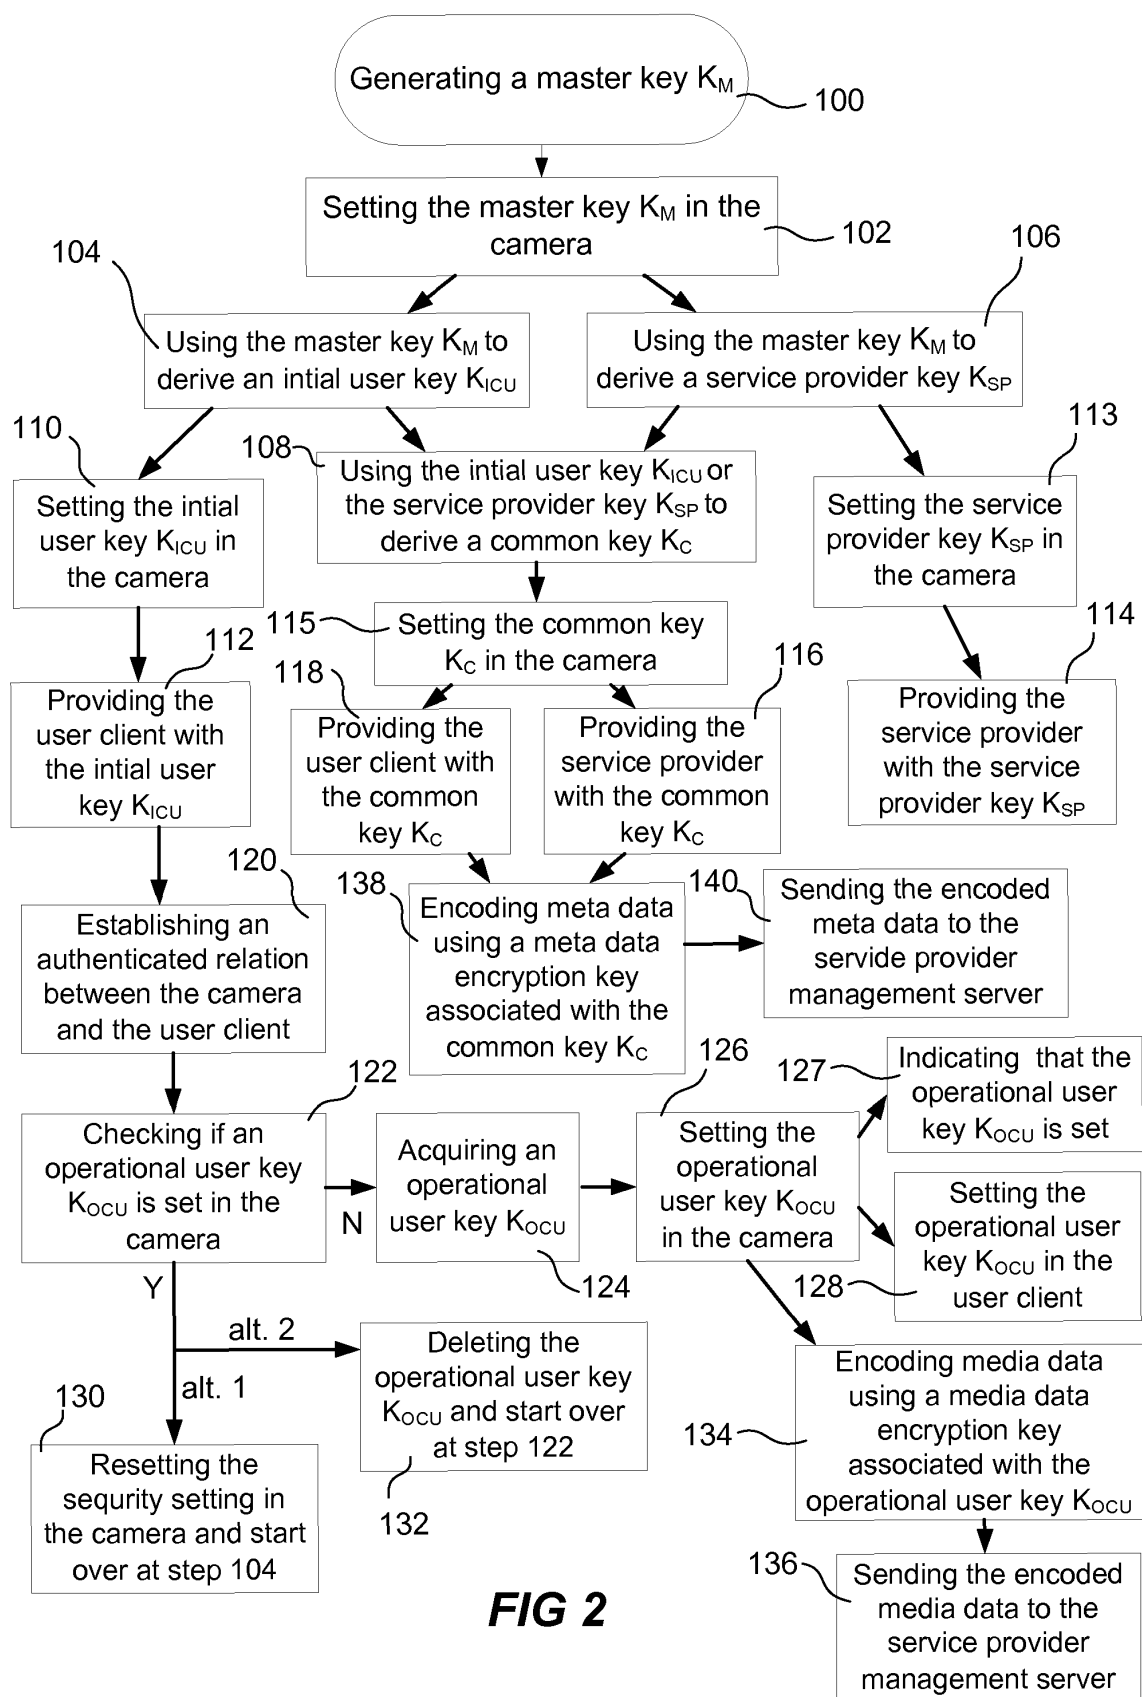 Generating a master key KM
100
Setting the master key KM in the
camera
102
104
106
Using the master key KM to
derive an intial user key KICU
Using the master key KM to
derive a service provider key KSP
110
108
113
Using the intial user key KICU or
the service provider key KSP to
derive a common key KC
Setting the intial
user key KICU in
the camera
Setting the service
provider key KSP in
the camera
115
Setting the common key
KC in the camera
112
118
116
114
Providing the
user client with
the intial user
key KICU
Providing the
user client with
the common
key KC
Providing the
service provider
with the common
key KC
Providing the
service provider
with the service
provider key KSP
120
138
140
Establishing an
authenticated relation
between the camera
and the user client
Encoding meta data
using a meta data
encryption key
associated with the
common key KC
Sending the encoded
meta data to the
servide provider
management server
122
126
127
Checking if an
operational user key
KOCU is set in the
camera
N
Acquiring an
operational
user key KOCU
124
Setting the
operational
user key KOCU
in the camera
Indicating that the
operational user
key KOCU is set
Setting the
operational user
key KOCU in the
user client
128
Y
alt. 2
alt. 1
Deleting the
operational user key
KOCU and start over
at step 122
132
130
Resetting the
sequrity setting in
the camera and start
over at step 104
134
Encoding media data
using a media data
encryption key
associated with the
operational user key KOCU
136
Sending the encoded
media data to the
service provider
management server
FIG 2